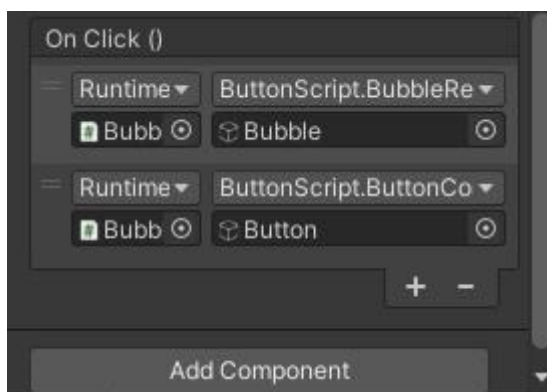 On Click ()
Runtime ButtonScript.BubbleRe
# Bubb Bubble
Runtime ButtonScript.ButtonCo
# Bubb Button
+ −
Add Component